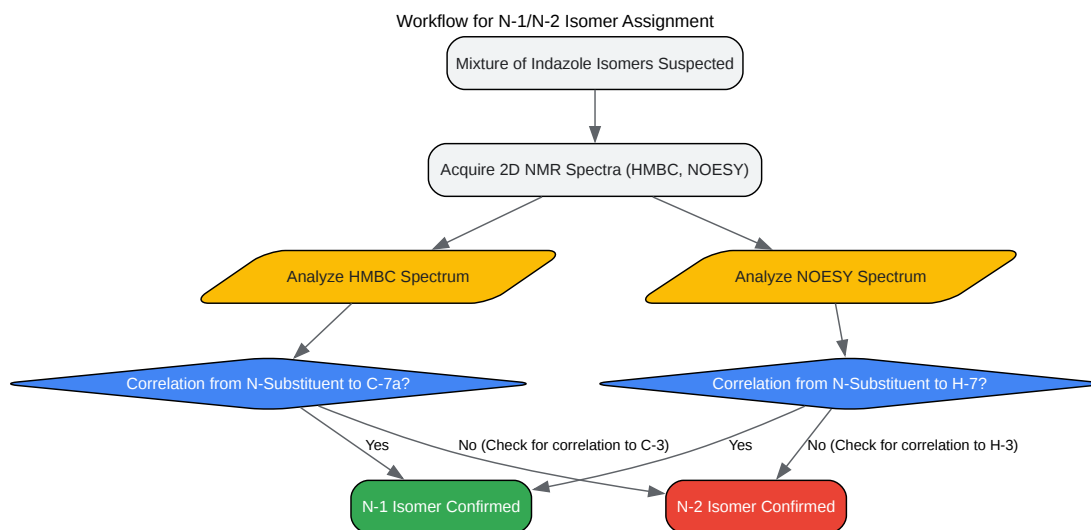 Workflow for N-1/N-2 Isomer Assignment
Mixture of Indazole Isomers Suspected
Acquire 2D NMR Spectra (HMBC, NOESY)
Analyze HMBC Spectrum
Analyze NOESY Spectrum
Correlation from N-Substituent to C-7a?
Correlation from N-Substituent to H-7?
Yes
No (Check for correlation to C-3)
Yes
No (Check for correlation to H-3)
N-1 Isomer Confirmed
N-2 Isomer Confirmed